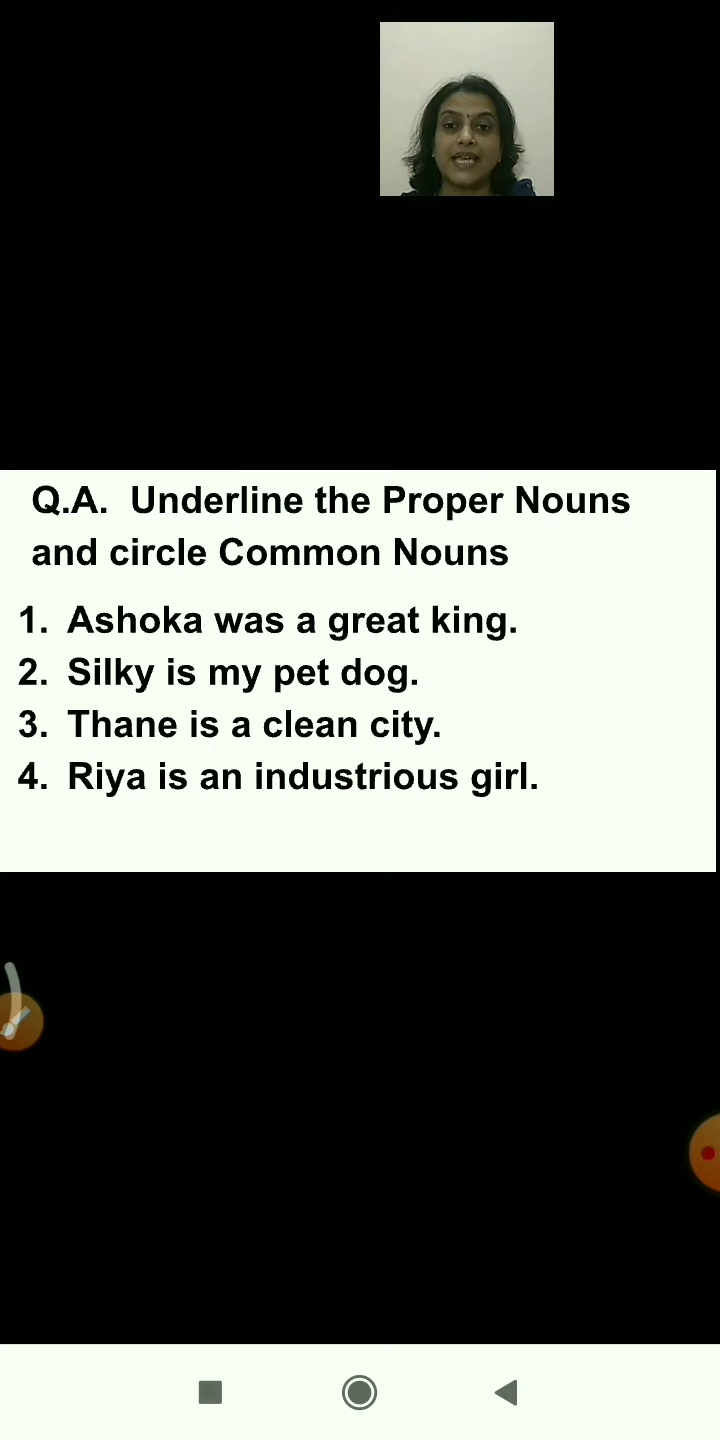 Q.A. Underline the Proper Nouns
and circle Common Nouns
1. Ashoka was a great king.
2. Silky is my pet dog.
3. Thane is a clean city.
4. Riya is an industrious girl.